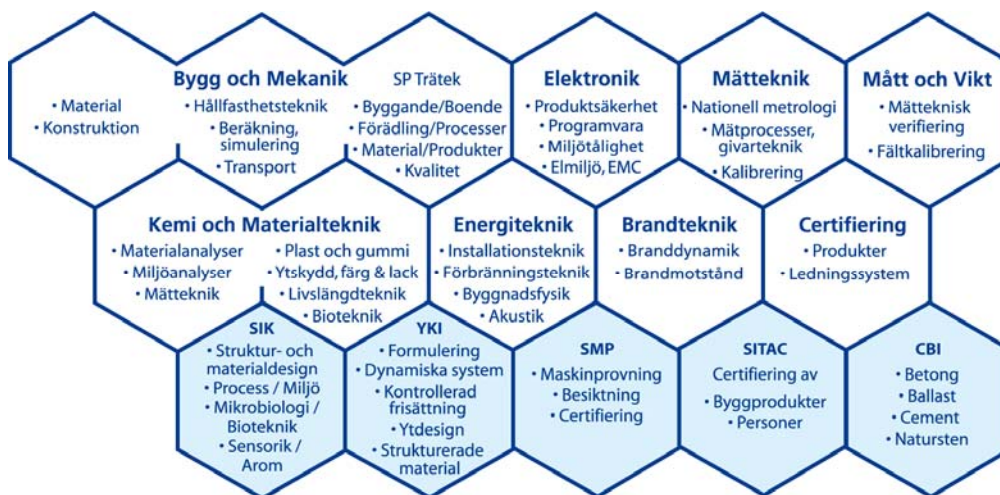 • Material
• Konstruktion
Bygg och Mekanik
• Hållfasthetsteknik
• Beräkning,
simulering
• Transport
SP Trätek
• Byggande/Boende
• Förädling/Processer
• Material/Produkter
• Kvalitet
Elektronik
• Produktsäkerhet
• Programvara
• Miljötålighet
• Elmiljö, EMC
Mätteknik
• Nationell metrologi
• Mätprocesser,
givarteknik
• Kalibrering
Mått och Vikt
• Mätteknisk
verifiering
• Fältkalibrering
Kemi och Materialteknik
• Materialanalyser
• Miljöanalyser
• Mätteknik
• Plast och gummi
• Ytskydd, färg & lack
• Livslängdteknik
• Bioteknik
Energiteknik
• Installationsteknik
• Förbränningsteknik
• Byggnadsfysik
• Akustik
Brandteknik
• Branddynamik
• Brandmotstånd
Certifiering
• Produkter
• Ledningssystem
SIK
• Struktur- och
materialdesign
• Process / Miljö
• Mikrobiologi /
Bioteknik
• Sensorik /
Arom
YKI
• Formulering
• Dynamiska system
• Kontrollerad
frisättning
• Ytdesign
• Strukturerade
material
SMP
• Maskinprovning
• Besiktning
• Certifiering
SITAC
Certifiering av
• Byggprodukter
• Personer
CBI
• Betong
• Ballast
• Cement
• Natursten